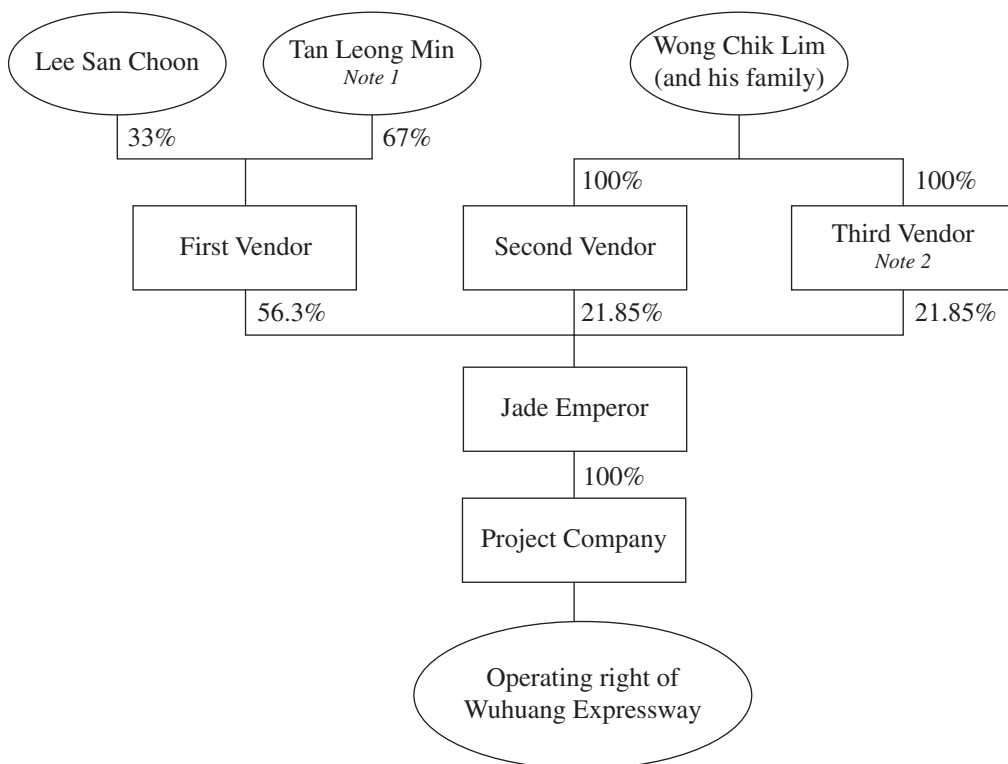 Lee San Choon
Tan Leong Min
Note 1
Wong Chik Lim
(and his family)
33%
67%
100%
100%
First Vendor
Second Vendor
Third Vendor
Note 2
56.3%
21.85%
21.85%
Jade Emperor
100%
Project Company
Operating right of
Wuhuang Expressway